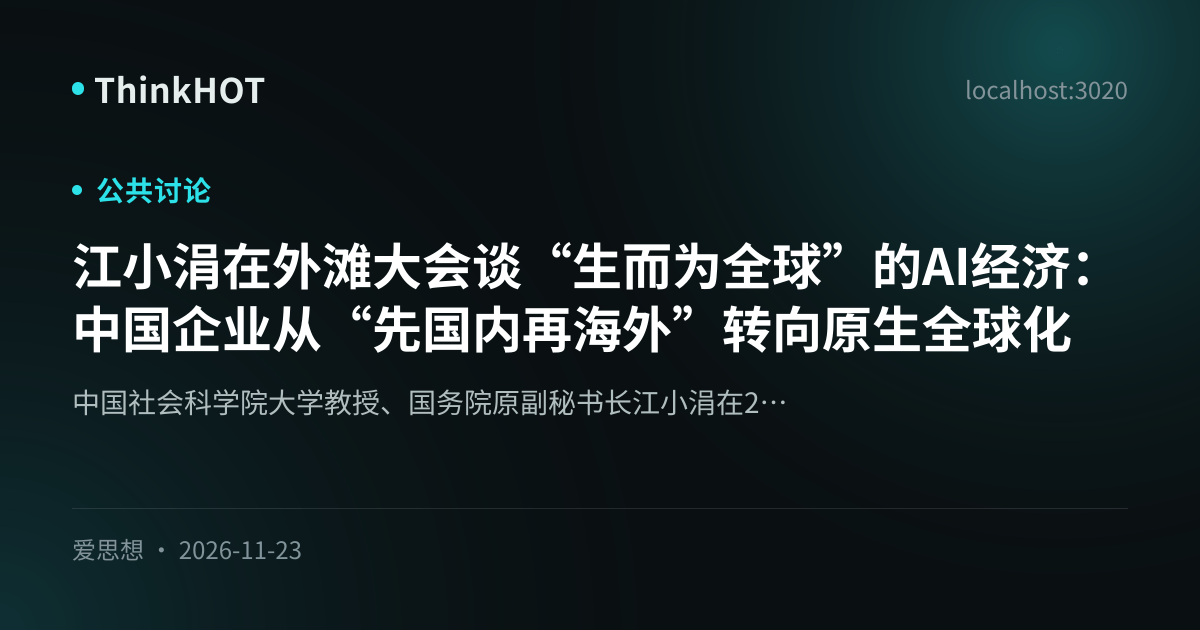 ThinkHOT
localhost:3020
公共讨论
江小涓在外滩大会谈“生而为全球”的AI经济：
中国企业从“先国内再海外”转向原生全球化
中国社会科学院大学教授、国务院原副秘书长江小涓在2…
爱思想 · 2026-11-23